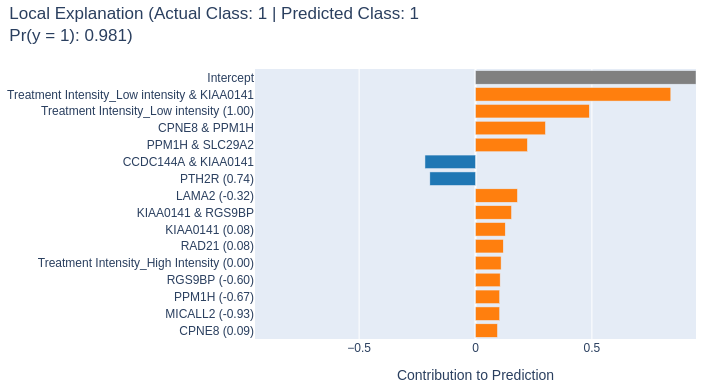 Local Explanation (Actual Class: 1 | Predicted Class: 1
Pr(y = 1): 0.981)
Intercept
Treatment Intensity_Low intensity & KIAA0141
Treatment Intensity_Low intensity (1.00)
CPNE8 & PPM1H
PPM1H & SLC29A2
CCDC144A & KIAA0141
PTH2R (0.74)
LAMA2 (-0.32)
KIAA0141 & RGS9BP
KIAA0141 (0.08)
RAD21 (0.08)
Treatment Intensity_High Intensity (0.00)
RGS9BP (-0.60)
PPM1H (-0.67)
MICALL2 (-0.93)
CPNE8 (0.09)
−0.5 0 0.5
Contribution to Prediction